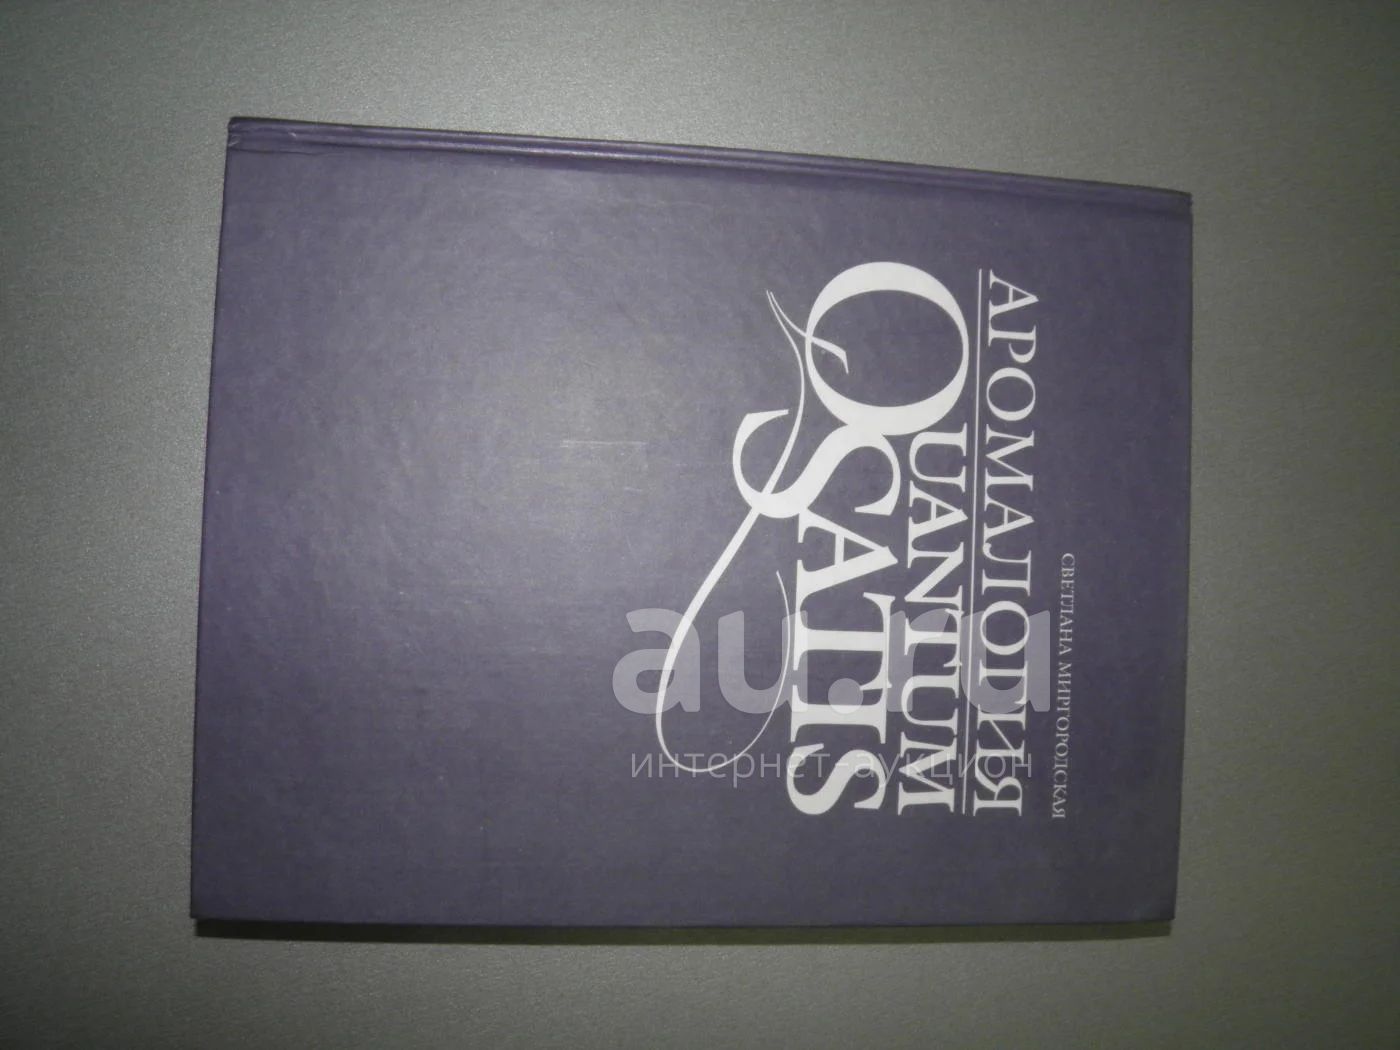 СВЕТЛАНА МИРГОРОДСКАЯ
АРОМАЛОГИЯ
QUANTUM
SATIS
au.ru
интернет-аукцион